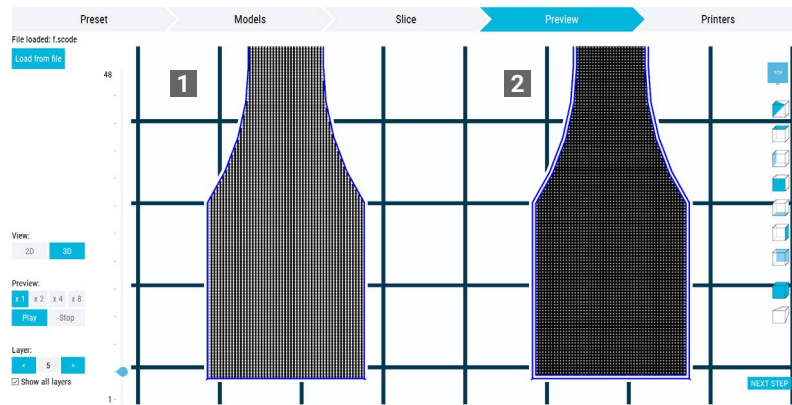 Preset Models Slice Preview Printers
File loaded: f.scode
Load from file
48
1 2
TOP
View:
2D 3D
Preview:
x 1 x 2 x 4 x 8
Play Stop
Layer:
< 5 >
Show all layers
NEXT STEP
1